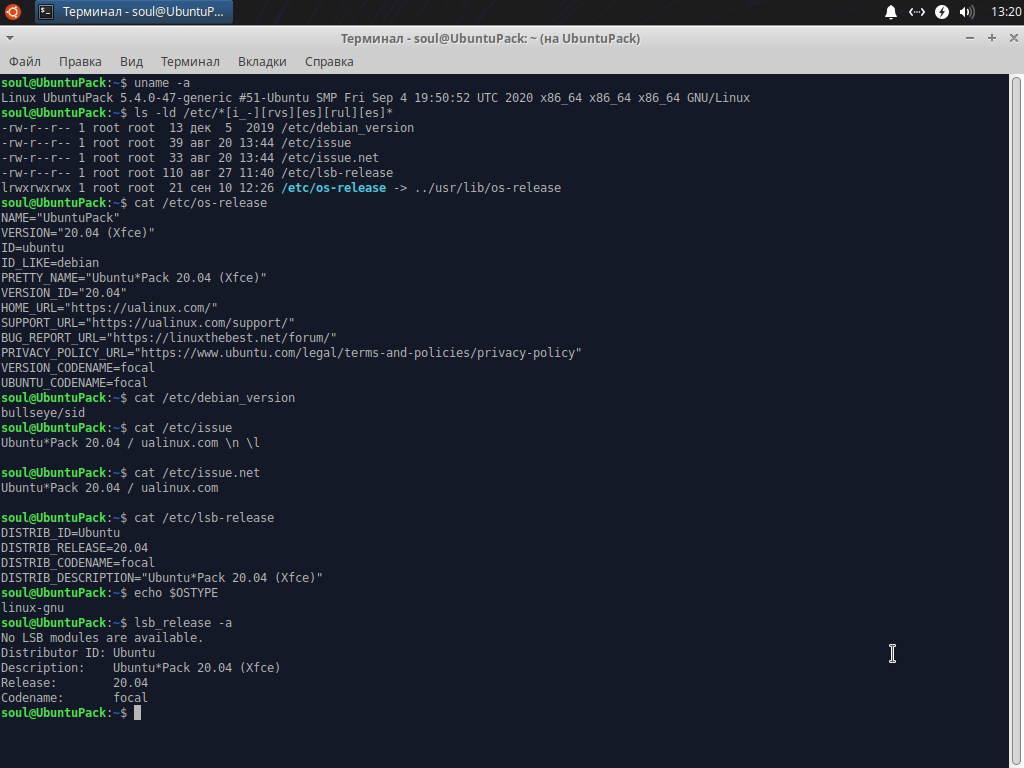 Терминал - soul@UbuntuP...
13:20
Терминал - soul@UbuntuPack: ~ (на UbuntuPack)
Файл Правка Вид Терминал Вкладки Справка
soul@UbuntuPack:~$ uname -a
Linux UbuntuPack 5.4.0-47-generic #51-Ubuntu SMP Fri Sep 4 19:50:52 UTC 2020 x86_64 x86_64 x86_64 GNU/Linux
soul@UbuntuPack:~$ ls -ld /etc/*[i_-][rvs][es][rul][es]*
-rw-r--r-- 1 root root  13 дек  5  2019 /etc/debian_version
-rw-r--r-- 1 root root  39 авг 20 13:44 /etc/issue
-rw-r--r-- 1 root root  33 авг 20 13:44 /etc/issue.net
-rw-r--r-- 1 root root 110 авг 27 11:40 /etc/lsb-release
lrwxrwxrwx 1 root root  21 сен 10 12:26 /etc/os-release -> ../usr/lib/os-release
soul@UbuntuPack:~$ cat /etc/os-release
NAME="UbuntuPack"
VERSION="20.04 (Xfce)"
ID=ubuntu
ID_LIKE=debian
PRETTY_NAME="Ubuntu*Pack 20.04 (Xfce)"
VERSION_ID="20.04"
HOME_URL="https://ualinux.com/"
SUPPORT_URL="https://ualinux.com/support/"
BUG_REPORT_URL="https://linuxthebest.net/forum/"
PRIVACY_POLICY_URL="https://www.ubuntu.com/legal/terms-and-policies/privacy-policy"
VERSION_CODENAME=focal
UBUNTU_CODENAME=focal
soul@UbuntuPack:~$ cat /etc/debian_version
bullseye/sid
soul@UbuntuPack:~$ cat /etc/issue
Ubuntu*Pack 20.04 / ualinux.com \n \l
soul@UbuntuPack:~$ cat /etc/issue.net
Ubuntu*Pack 20.04 / ualinux.com
soul@UbuntuPack:~$ cat /etc/lsb-release
DISTRIB_ID=Ubuntu
DISTRIB_RELEASE=20.04
DISTRIB_CODENAME=focal
DISTRIB_DESCRIPTION="Ubuntu*Pack 20.04 (Xfce)"
soul@UbuntuPack:~$ echo $OSTYPE
linux-gnu
soul@UbuntuPack:~$ lsb_release -a
No LSB modules are available.
Distributor ID: Ubuntu
Description:    Ubuntu*Pack 20.04 (Xfce)
Release:        20.04
Codename:       focal
soul@UbuntuPack:~$